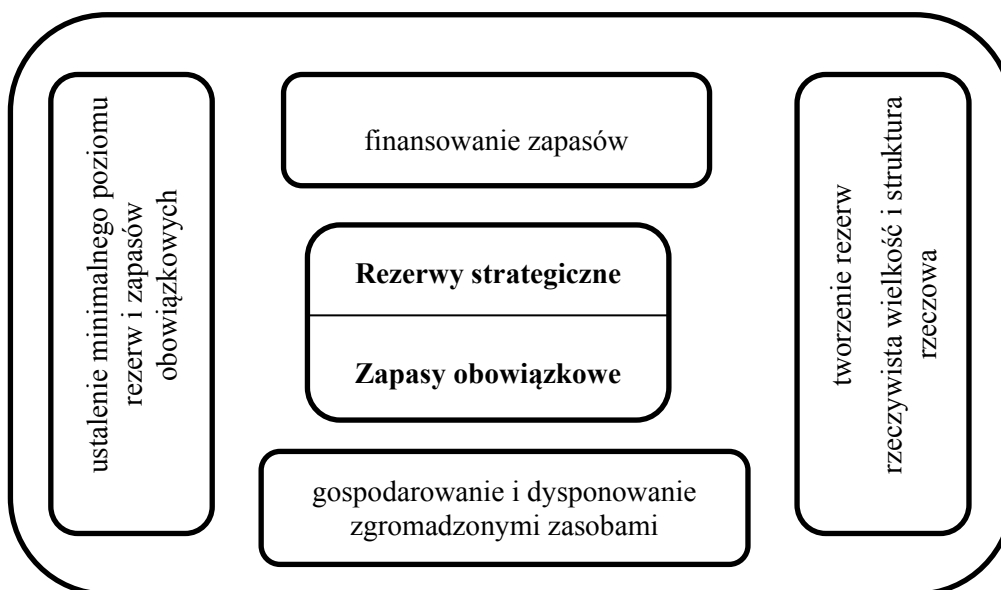 ustalenie minimalnego poziomu
rezerw i zapasów
obowiązkowych
finansowanie zapasów
Rezerwy strategiczne
Zapasy obowiązkowe
gospodarowanie i dysponowanie
zgromadzonymi zasobami
tworzenie rezerw
rzeczywista wielkość i struktura
rzeczowa